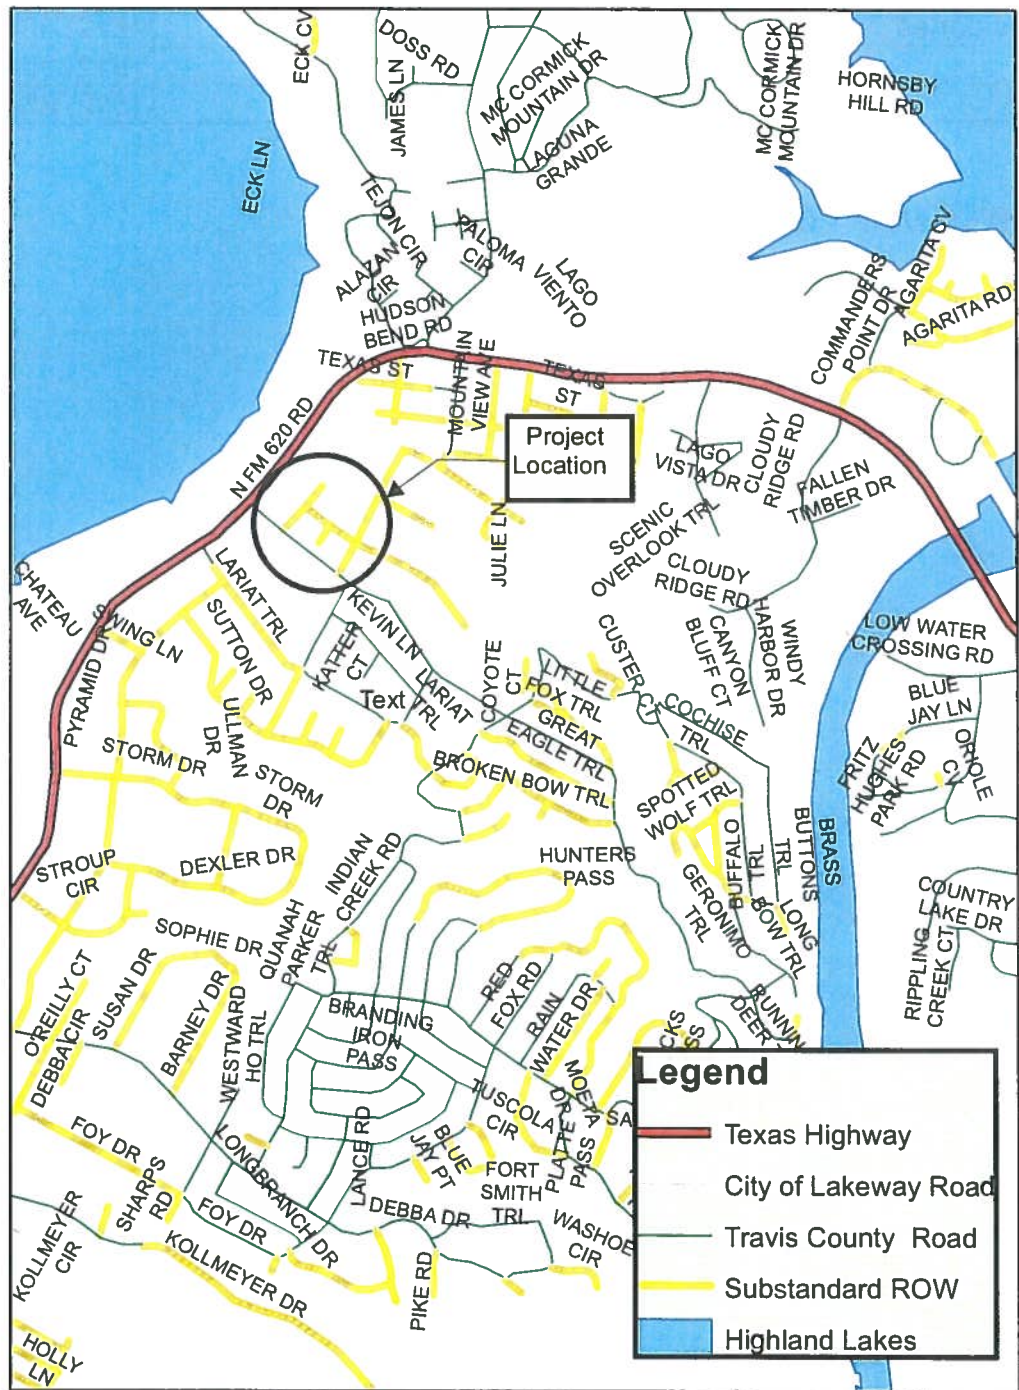 ECK CV
DOSS RD
JAMES LN
MC CORMICK
MOUNTAIN DR
MC CORMICK
MOUNTAIN DR
HORNSBY
HILL RD
LAGUNA
GRANDE
ECK LN
TEJON CIR
PALOMA
CIR
ALAZAN
CIR
LAGO
VIENTO
HUDSON
BEND RD
COMMANDERS
POINT DR
AGARITA CV
AGARITA RD
TEXAS ST
MOUNTAIN
VIEW AVE
TEXAS
ST
N FM 620 RD
Project
Location
LAGO
VISTA DR
CLOUDY
RIDGE RD
FALLEN
TIMBER DR
JULIE LN
SCENIC
OVERLOOK TRL
CLOUDY
RIDGE RD
CHATEAU
AVE
SWING LN
LARIAT TRL
SUTTON DR
KEVIN LN
KATTER
CT
Text
LARIAT
TRL
COYOTE
CT
LITTLE
FOX TRL
CUSTER CT
CANYON
BLUFF CT
WINDY
HARBOR DR
LOW WATER
CROSSING RD
BLUE
JAY LN
PYRAMID DR
ULLMAN
DR
STORM DR
STORM
DR
GREAT
EAGLE TRL
COCHISE
TRL
BROKEN BOW TRL
SPOTTED
WOLF TRL
FRITZ
HUGHES
PARK RD
ORIOLE
CV
STROUP
CIR
DEXLER DR
INDIAN
CREEK RD
HUNTERS
PASS
BUFFALO
TRL
BUTTONS
TRL
BRASS
GERONIMO
TRL
LONG
BOW TRL
COUNTRY
LAKE DR
RIPPLING
CREEK CT
SOPHIE DR
QUANAH
PARKER
TRL
O'REILLY CT
DEBBA CIR
SUSAN DR
BARNEY DR
WESTWARD
HO TRL
BRANDING
IRON
PASS
RED
FOX RD
RAIN
WATER DR
RUNNIN
DEER
CKS
SS
MOETA
PASS
TUSCOLA
CIR
PLATTE
DR
SA
FOY DR
SHARPS
RD
LONGBRANCH DR
LANCE RD
BLUE
JAY PT
FORT
SMITH
TRL
FOY DR
DEBBA DR
WASHOE
CIR
KOLLMEYER
CIR
KOLLMEYER DR
PIKE RD
HOLLY
LN
Legend
Texas Highway
City of Lakeway Road
Travis County Road
Substandard ROW
Highland Lakes